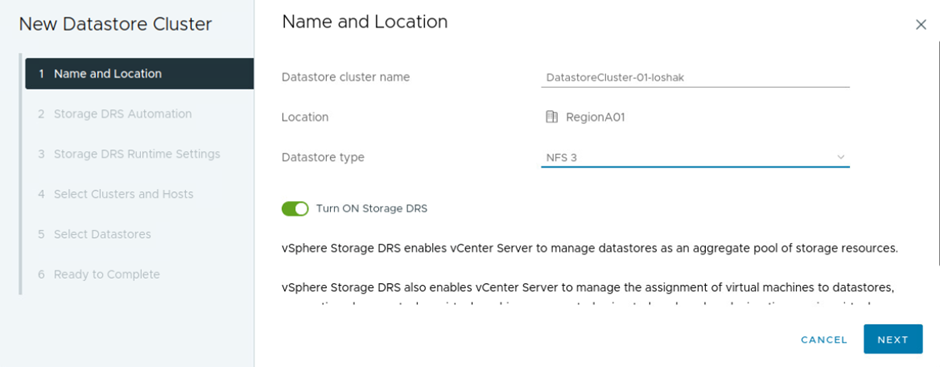 New Datastore Cluster
1 Name and Location
2 Storage DRS Automation
3 Storage DRS Runtime Settings
4 Select Clusters and Hosts
5 Select Datastores
6 Ready to Complete
Name and Location
Datastore cluster name
DatastoreCluster-01-loshak
Location
RegionA01
Datastore type
NFS 3
Turn ON Storage DRS
vSphere Storage DRS enables vCenter Server to manage datastores as an aggregate pool of storage resources.
vSphere Storage DRS also enables vCenter Server to manage the assignment of virtual machines to datastores,
CANCEL
NEXT